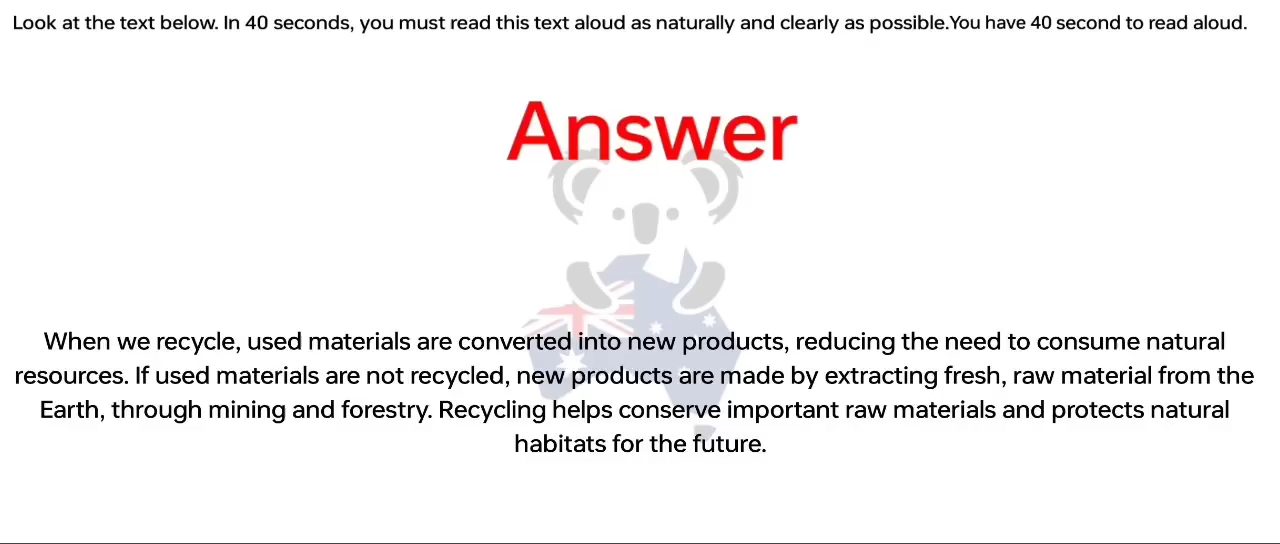 Look at the text below. In 40 seconds, you must read this text aloud as naturally and clearly as possible.You have 40 second to read aloud.
Answer
When we recycle, used materials are converted into new products, reducing the need to consume natural
resources. If used materials are not recycled, new products are made by extracting fresh, raw material from the
Earth, through mining and forestry. Recycling helps conserve important raw materials and protects natural
habitats for the future.